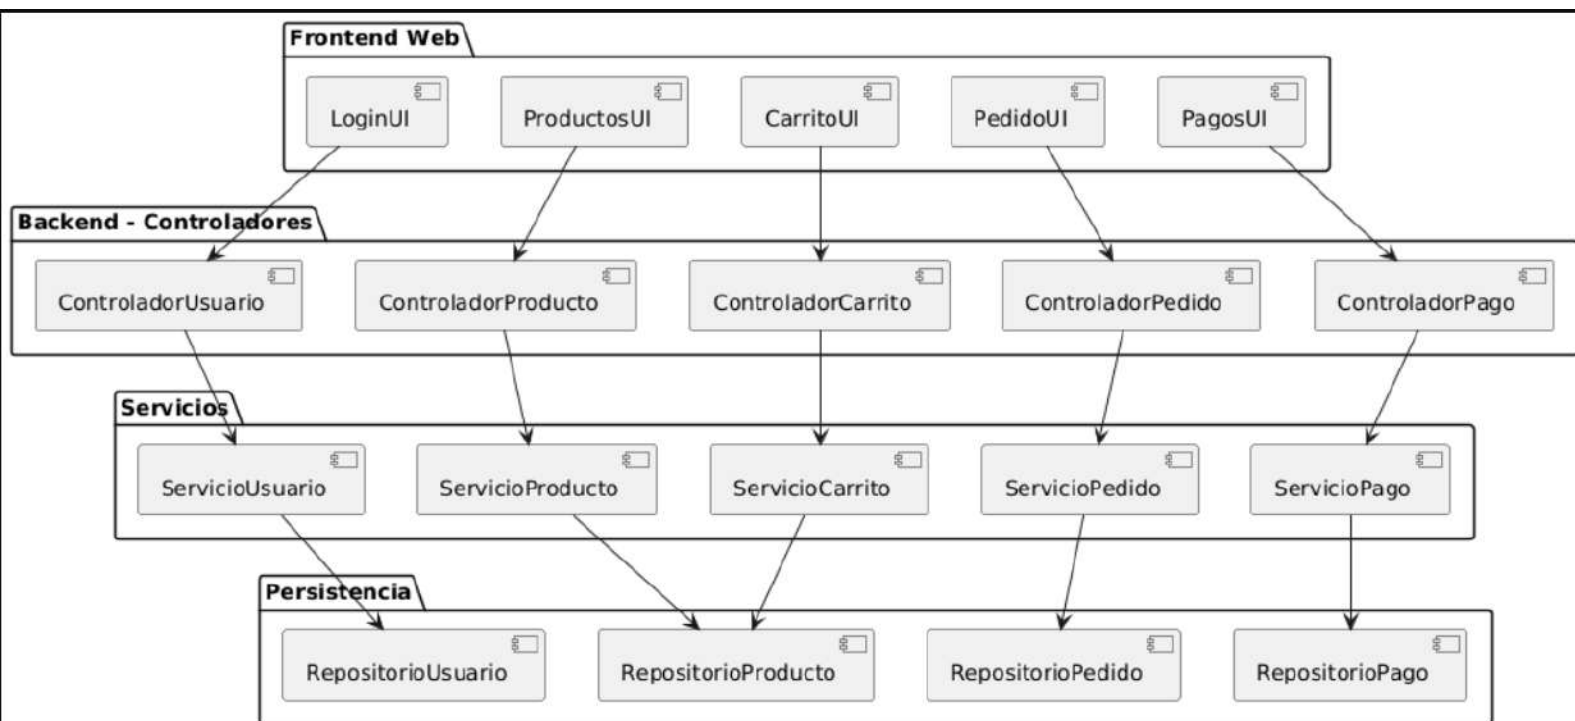 Frontend Web
LoginUI
ProductosUI
CarritoUI
PedidoUI
PagosUI
Backend - Controladores
ControladorUsuario
ControladorProducto
ControladorCarrito
ControladorPedido
ControladorPago
Servicios
ServicioUsuario
ServicioProducto
ServicioCarrito
ServicioPedido
ServicioPago
Persistencia
RepositorioUsuario
RepositorioProducto
RepositorioPedido
RepositorioPago